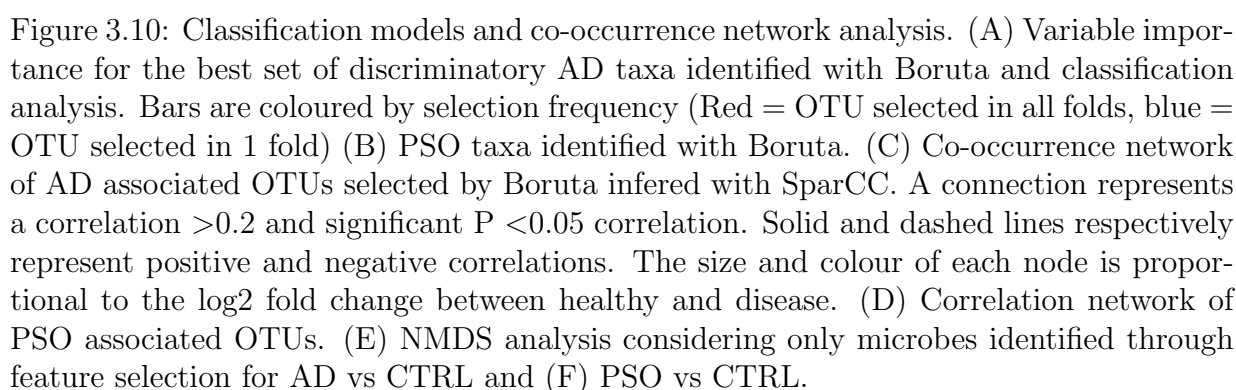 Figure 3.10: Classification models and co-occurrence network analysis. (A) Variable impor-
tance for the best set of discriminatory AD taxa identified with Boruta and classification
analysis. Bars are coloured by selection frequency (Red = OTU selected in all folds, blue =
OTU selected in 1 fold) (B) PSO taxa identified with Boruta. (C) Co-occurrence network
of AD associated OTUs selected by Boruta infered with SparCC. A connection represents
a correlation >0.2 and significant P <0.05 correlation. Solid and dashed lines respectively
represent positive and negative correlations. The size and colour of each node is propor-
tional to the log2 fold change between healthy and disease. (D) Correlation network of
PSO associated OTUs. (E) NMDS analysis considering only microbes identified through
feature selection for AD vs CTRL and (F) PSO vs CTRL.